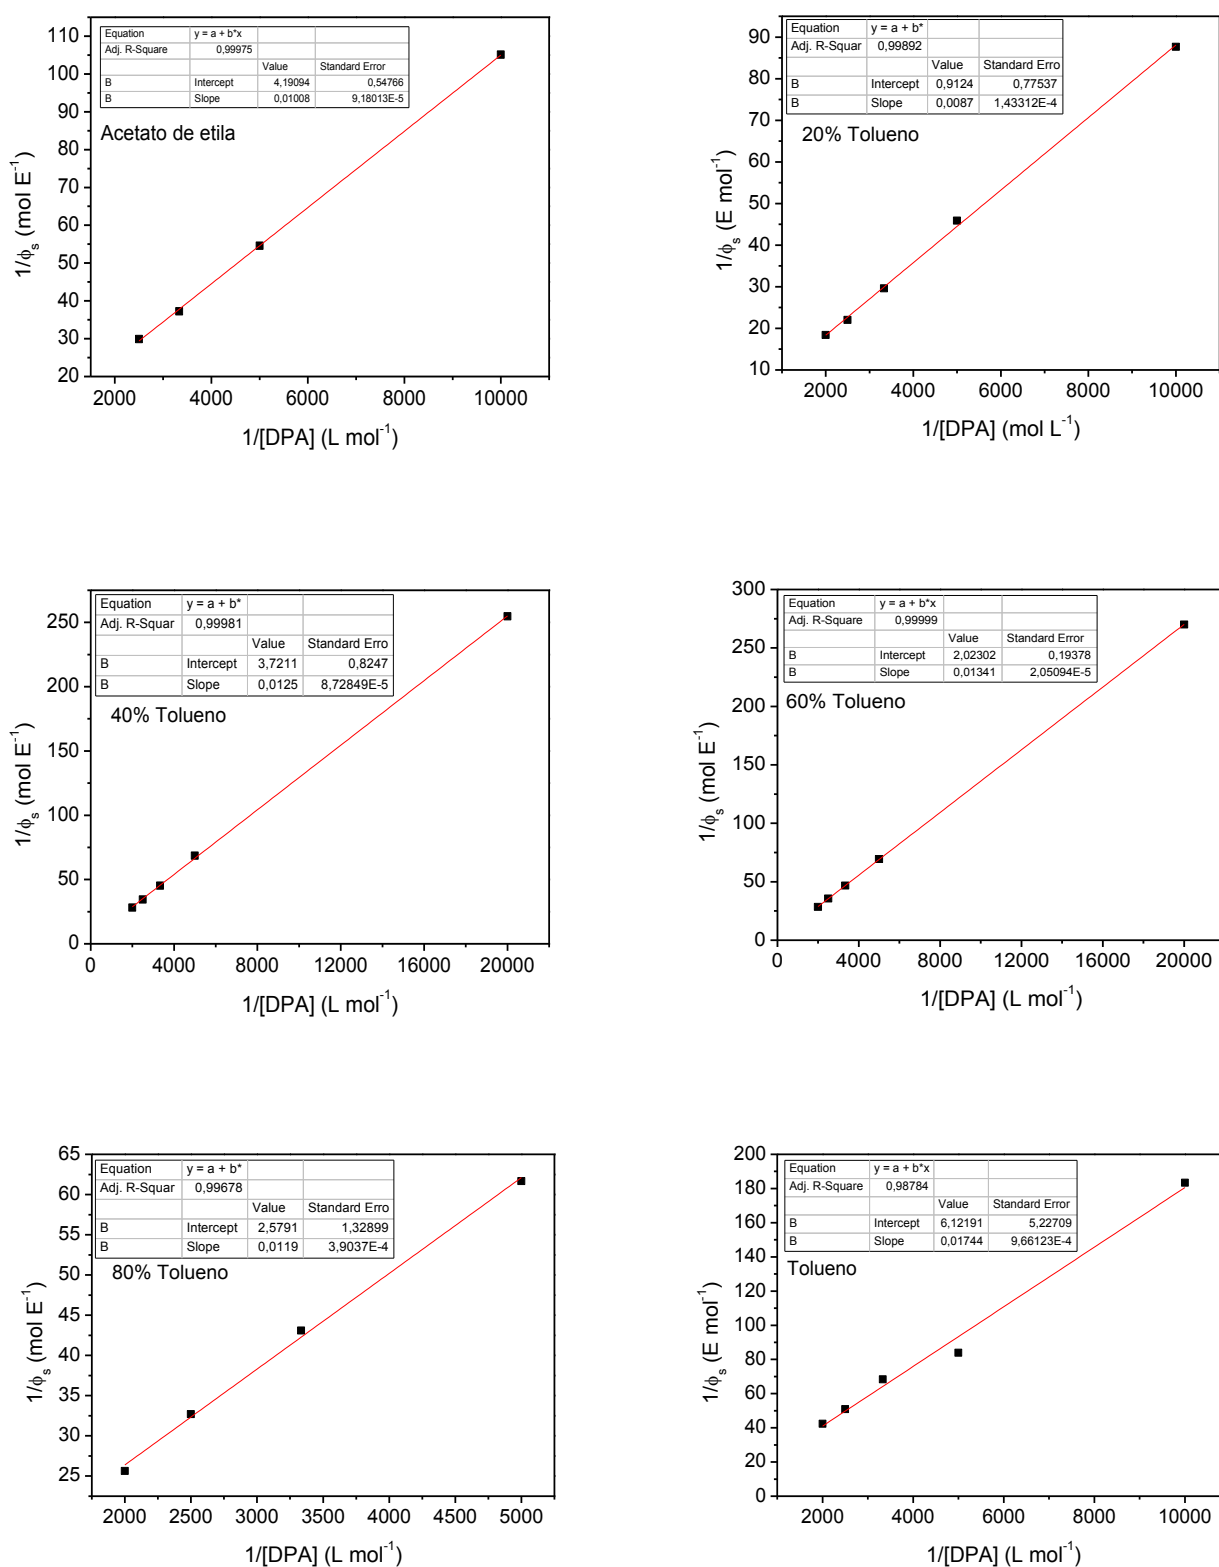 Equation y = a + b*x
Adj. R-Square 0,99975
Value Standard Error
B Intercept 4,19094 0,54766
B Slope 0,01008 9,18013E-5
Acetato de etila
110
100
90
80
70
60
50
40
30
20
1/ϕs (mol E-1)
2000 4000 6000 8000 10000
1/[DPA] (L mol-1)
Equation y = a + b*
Adj. R-Squar 0,99892
Value Standard Erro
B Intercept 0,9124 0,77537
B Slope 0,0087 1,43312E-4
20% Tolueno
90
80
70
60
50
40
30
20
10
1/ϕs (E mol-1)
2000 4000 6000 8000 10000
1/[DPA] (mol L-1)
Equation y = a + b*
Adj. R-Squar 0,99981
Value Standard Erro
B Intercept 3,7211 0,8247
B Slope 0,0125 8,72849E-5
40% Tolueno
250
200
150
100
50
0
1/ϕs (mol E-1)
0 4000 8000 12000 16000 20000
1/[DPA] (L mol-1)
Equation y = a + b*x
Adj. R-Square 0,99999
Value Standard Error
B Intercept 2,02302 0,19378
B Slope 0,01341 2,05094E-5
60% Tolueno
300
250
200
150
100
50
0
1/ϕs (mol E-1)
0 4000 8000 12000 16000 20000
1/[DPA] (L mol-1)
Equation y = a + b*
Adj. R-Squar 0,99678
Value Standard Erro
B Intercept 2,5791 1,32899
B Slope 0,0119 3,9037E-4
80% Tolueno
65
60
55
50
45
40
35
30
25
1/ϕs (mol E-1)
2000 2500 3000 3500 4000 4500 5000
1/[DPA] (L mol-1)
Equation y = a + b*x
Adj. R-Square 0,98784
Value Standard Error
B Intercept 6,12191 5,22709
B Slope 0,01744 9,66123E-4
Tolueno
200
180
160
140
120
100
80
60
40
20
0
1/ϕs (E mol-1)
2000 4000 6000 8000 10000
1/[DPA] (L mol-1)